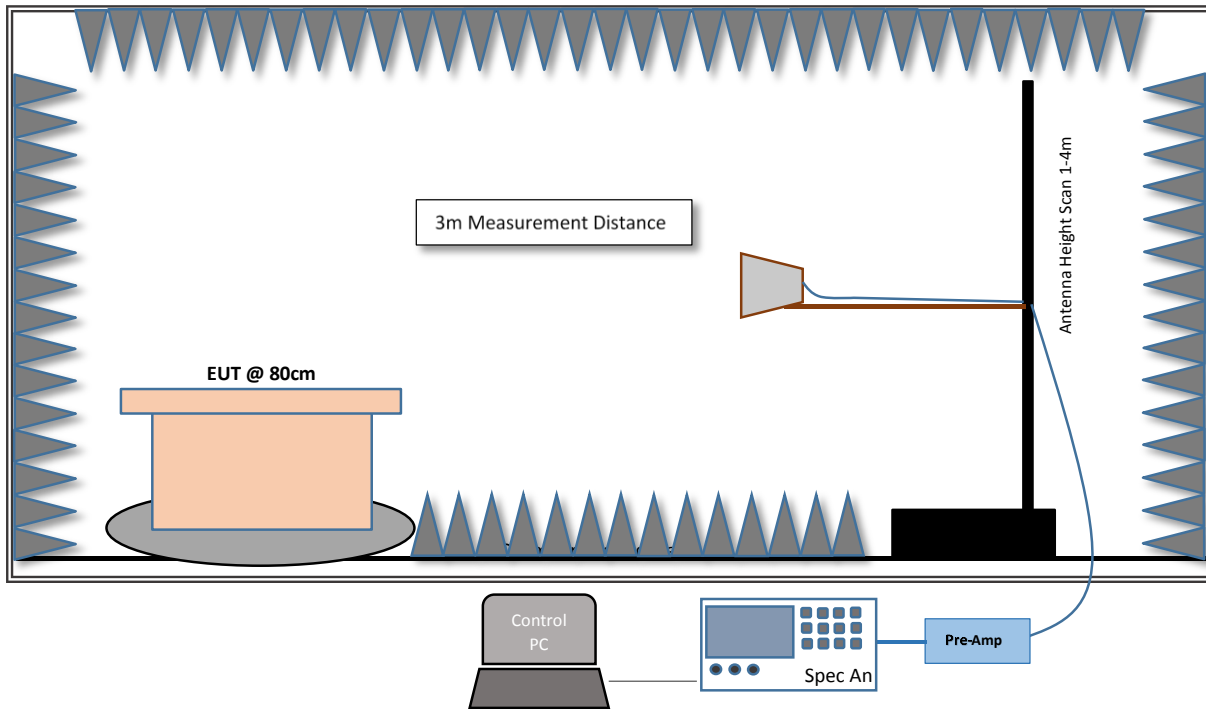 3m Measurement Distance
Antenna Height Scan 1-4m
EUT @ 80cm
Control
PC
Spec An
Pre-Amp